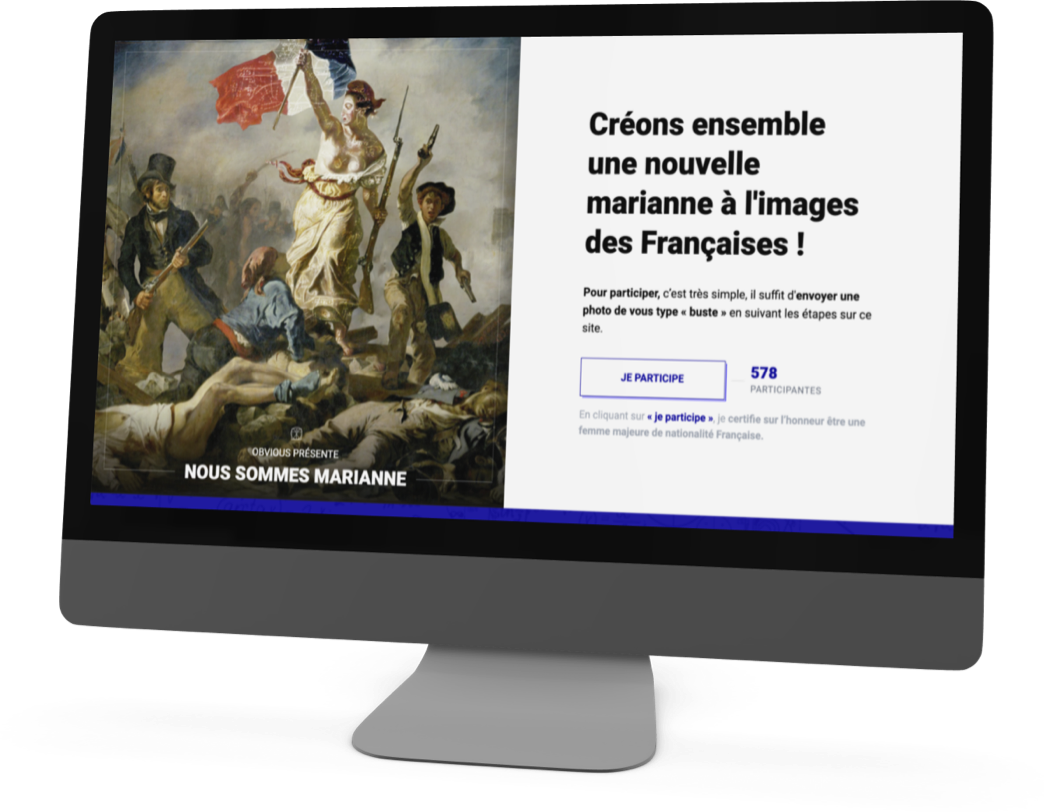 OBVIOUS PRÉSENTE
NOUS SOMMES MARIANNE
Créons ensemble
une nouvelle
marianne à l'images
des Françaises !
Pour participer, c'est très simple, il suffit d'envoyer une
photo de vous type « buste » en suivant les étapes sur ce
site.
JE PARTICIPE
578
PARTICIPANTES
En cliquant sur « je participe », je certifie sur l'honneur être une
femme majeure de nationalité Française.